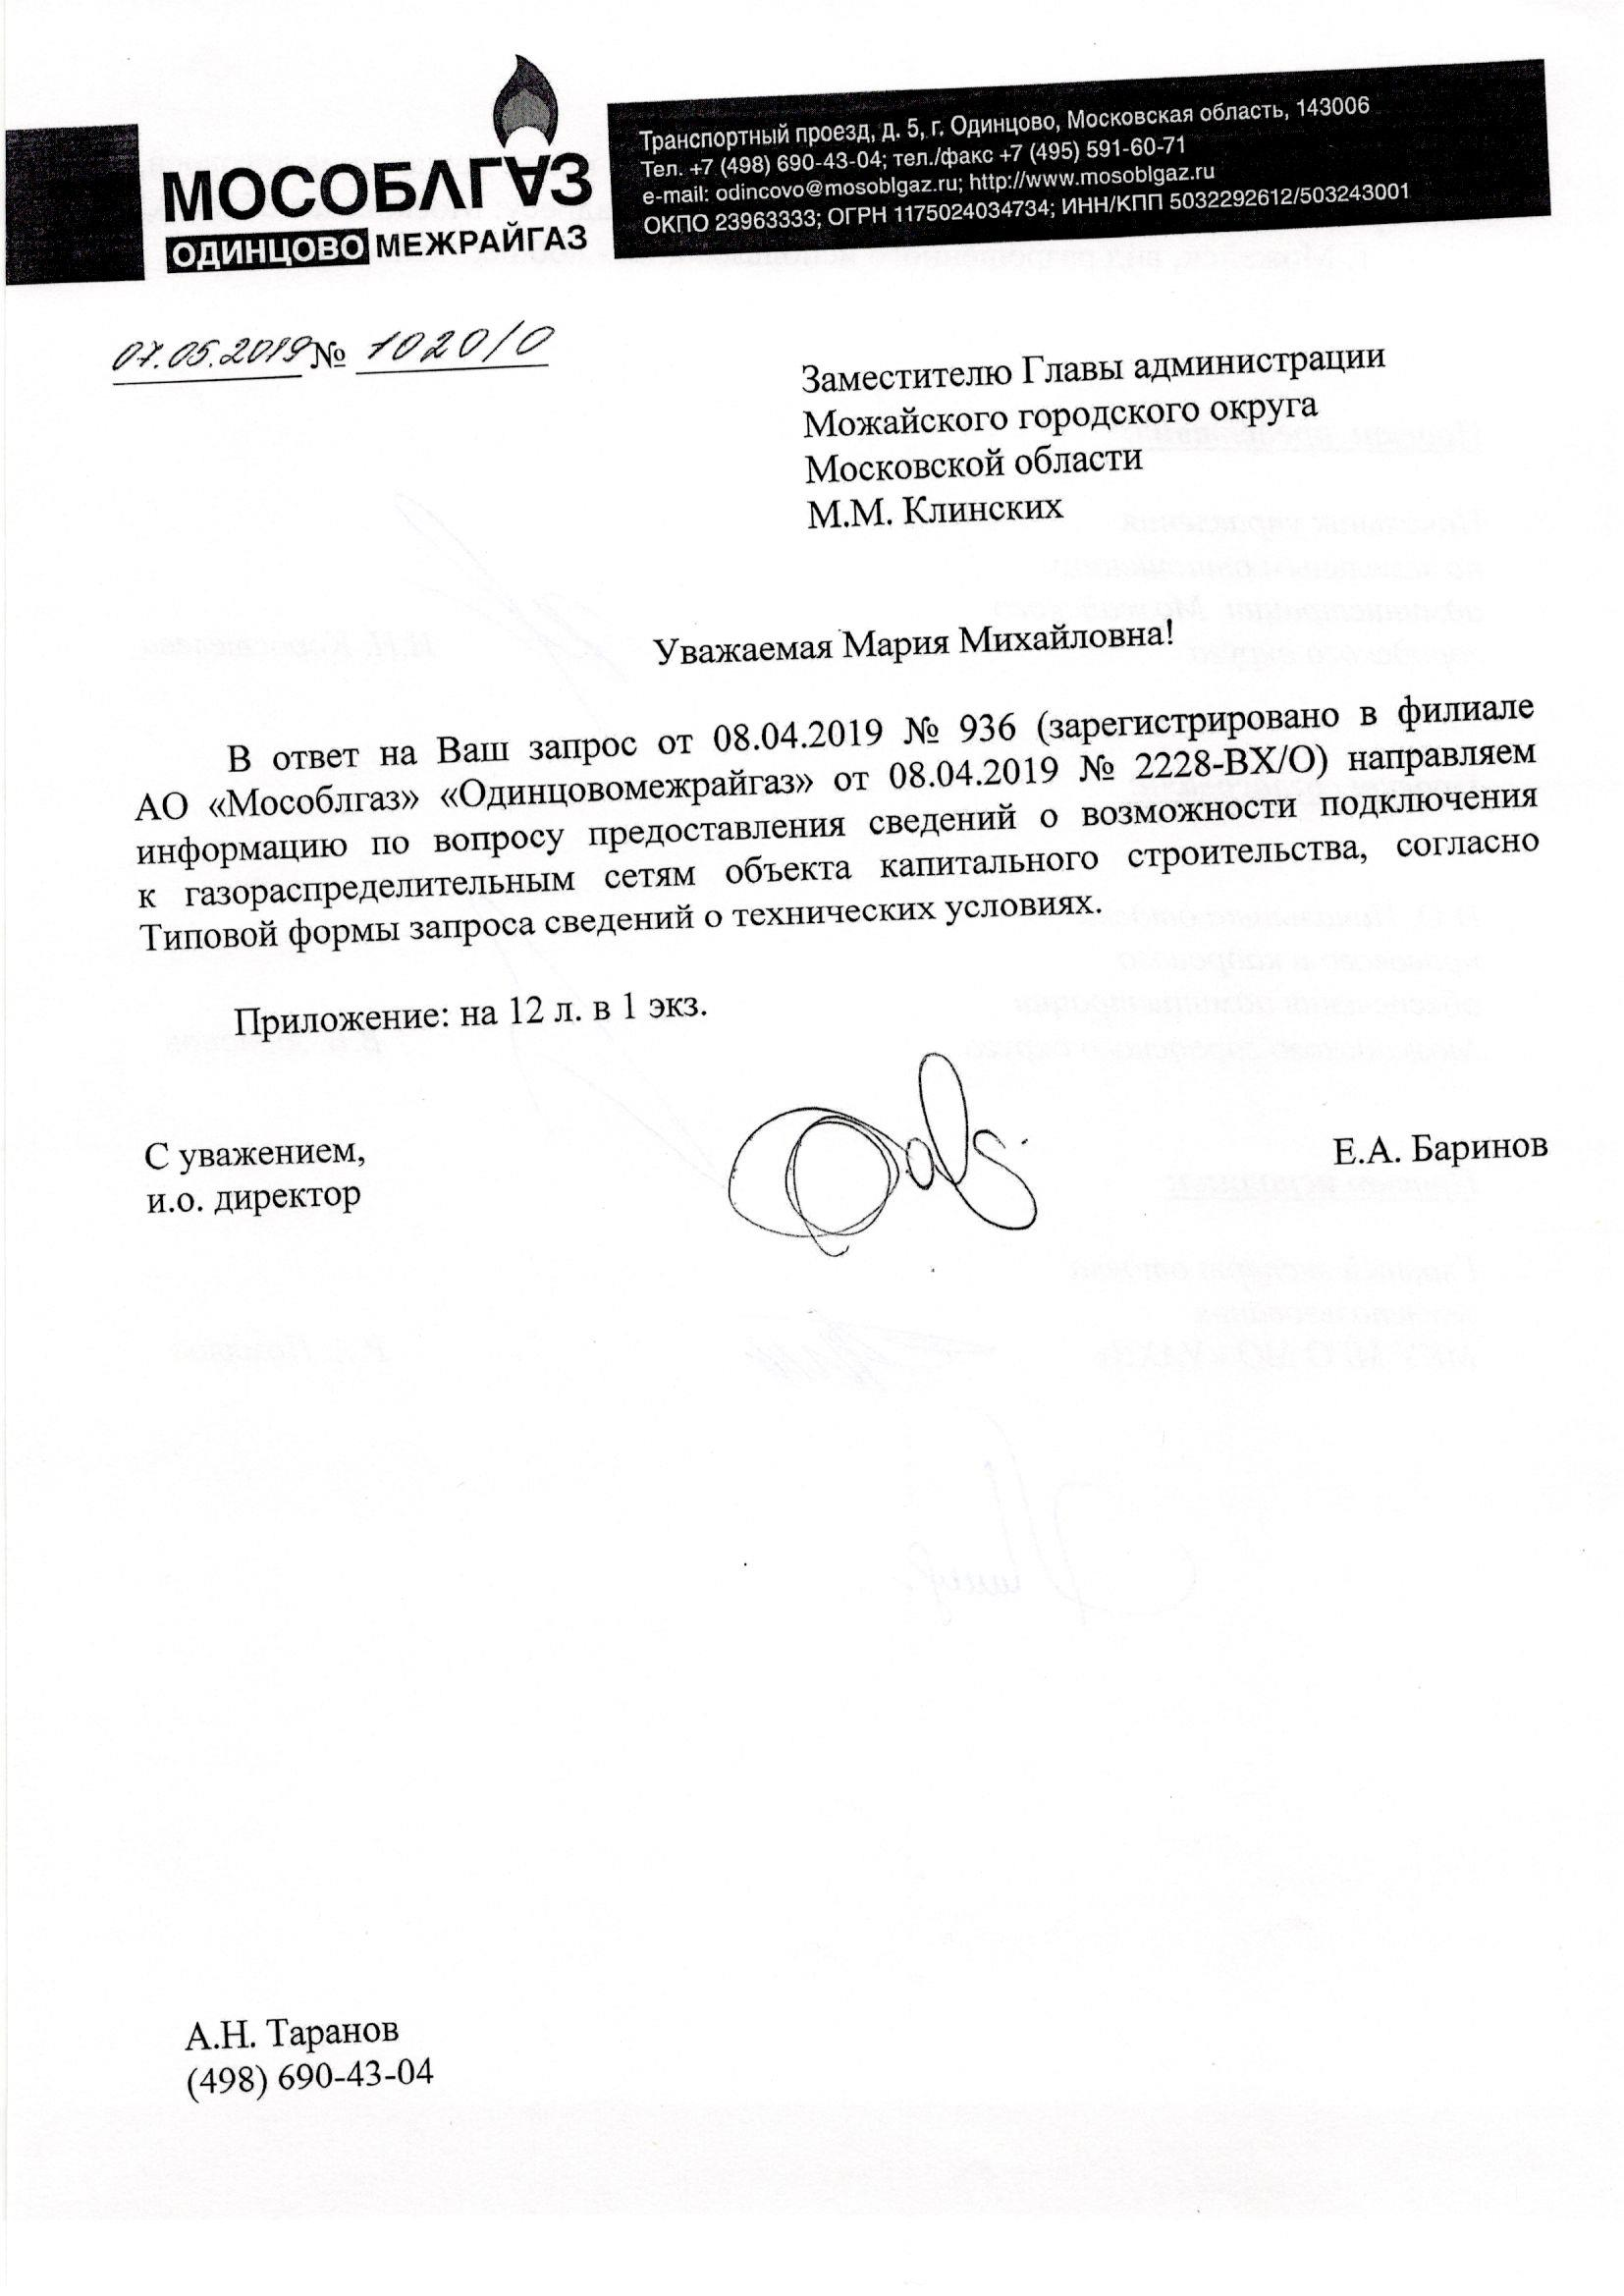 МОСОБЛГАЗ
ОДИНЦОВО МЕЖРАЙГАЗ
Транспортный проезд, д. 5, г. Одинцово, Московская область, 143006
Тел. +7 (498) 690-43-04; тел./факс +7 (495) 591-60-71
e-mail: odincovo@mosoblgaz.ru; http://www.mosoblgaz.ru
ОКПО 23963333; ОГРН 1175024034734; ИНН/КПП 5032292612/503243001
07.05.2019 № 1020/О
Заместителю Главы администрации
Можайского городского округа
Московской области
М.М. Клинских
Уважаемая Мария Михайловна!
В ответ на Ваш запрос от 08.04.2019 № 936 (зарегистрировано в филиале
АО «Мособлгаз» «Одинцовомежрайгаз» от 08.04.2019 № 2228-ВХ/О) направляем
информацию по вопросу предоставления сведений о возможности подключения
к газораспределительным сетям объекта капитального строительства, согласно
Типовой формы запроса сведений о технических условиях.
Приложение: на 12 л. в 1 экз.
С уважением,
и.о. директор
Е.А. Баринов
А.Н. Таранов
(498) 690-43-04